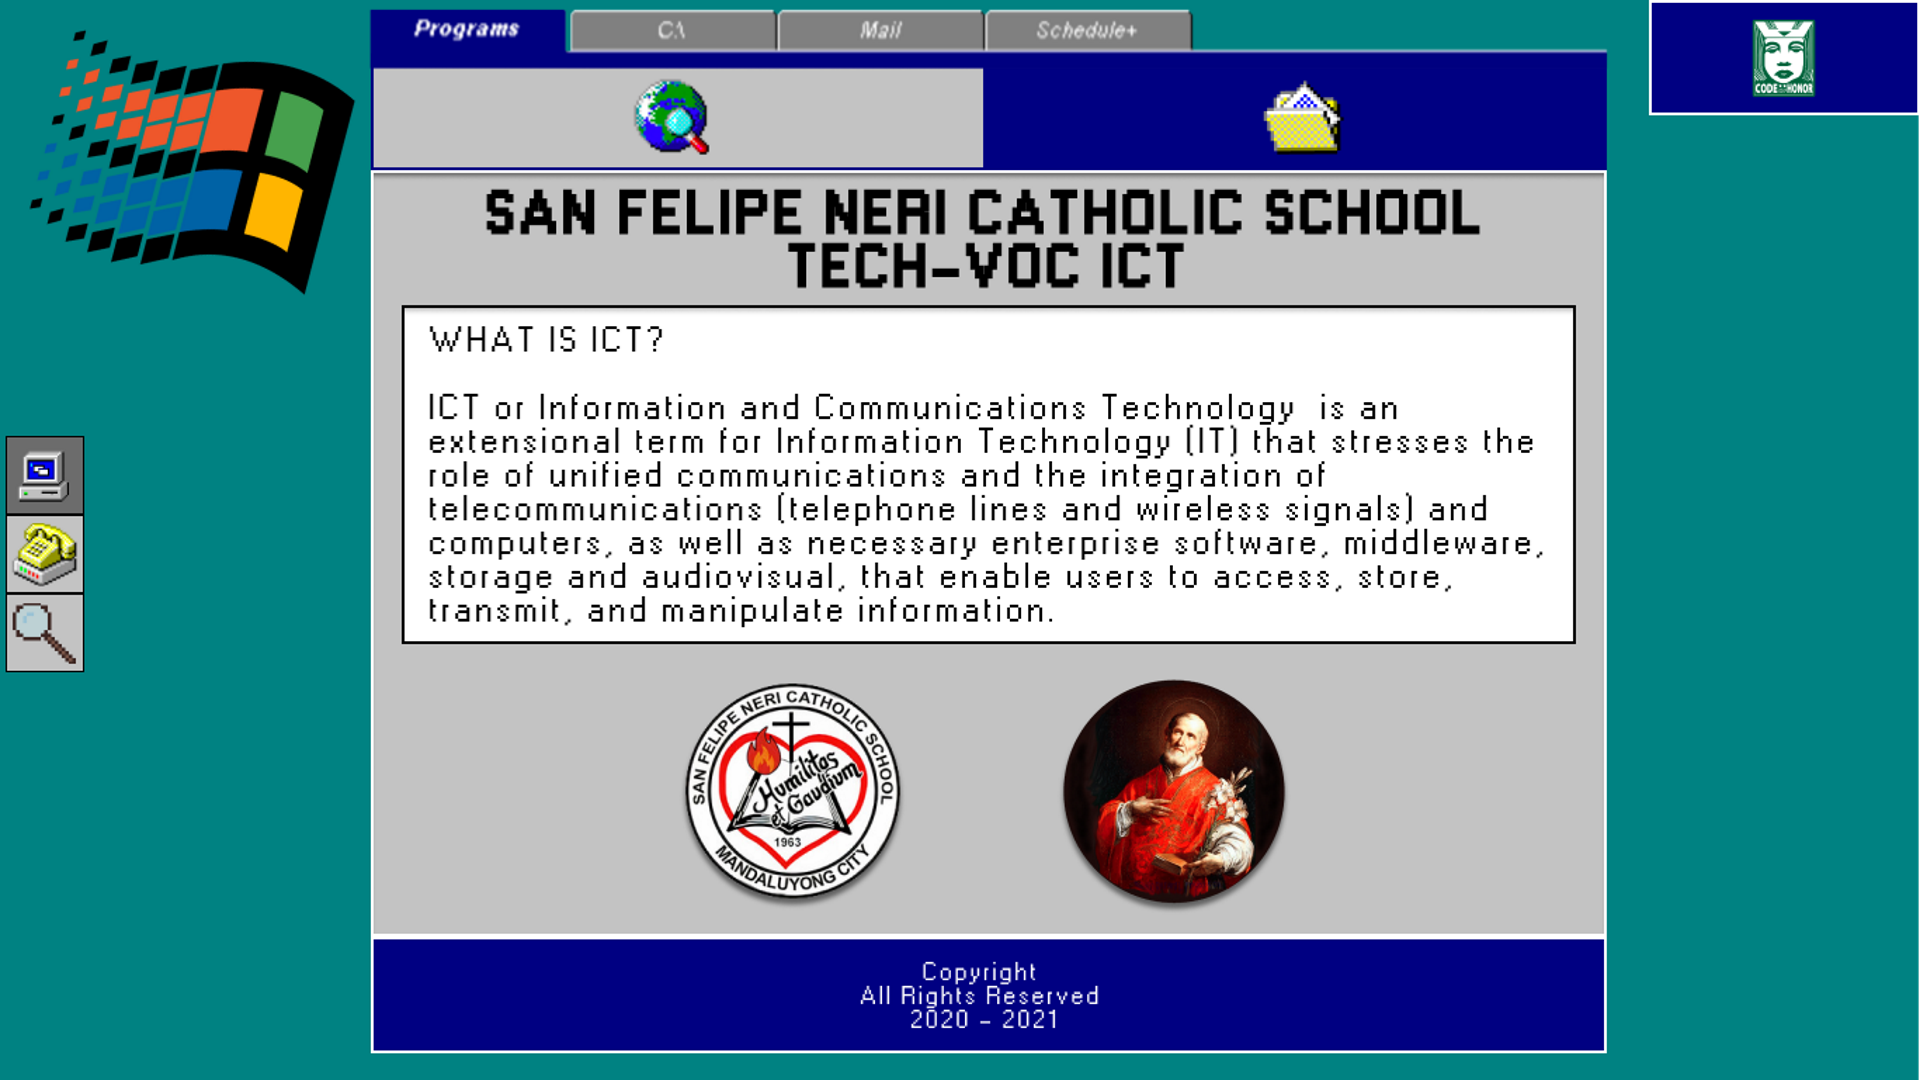 Programs
C:\
Mail
Schedule+
CODE OF HONOR
SAN FELIPE NERI CATHOLIC SCHOOL
TECH-VOC ICT
WHAT IS ICT?
ICT or Information and Communications Technology is an
extensional term for Information Technology (IT) that stresses the
role of unified communications and the integration of
telecommunications (telephone lines and wireless signals) and
computers, as well as necessary enterprise software, middleware,
storage and audiovisual, that enable users to access, store,
transmit, and manipulate information.
SAN FELIPE NERI CATHOLIC SCHOOL
Humilitas
et Gaudium
1963
MANDALUYONG CITY
Copyright
All Rights Reserved
2020 - 2021